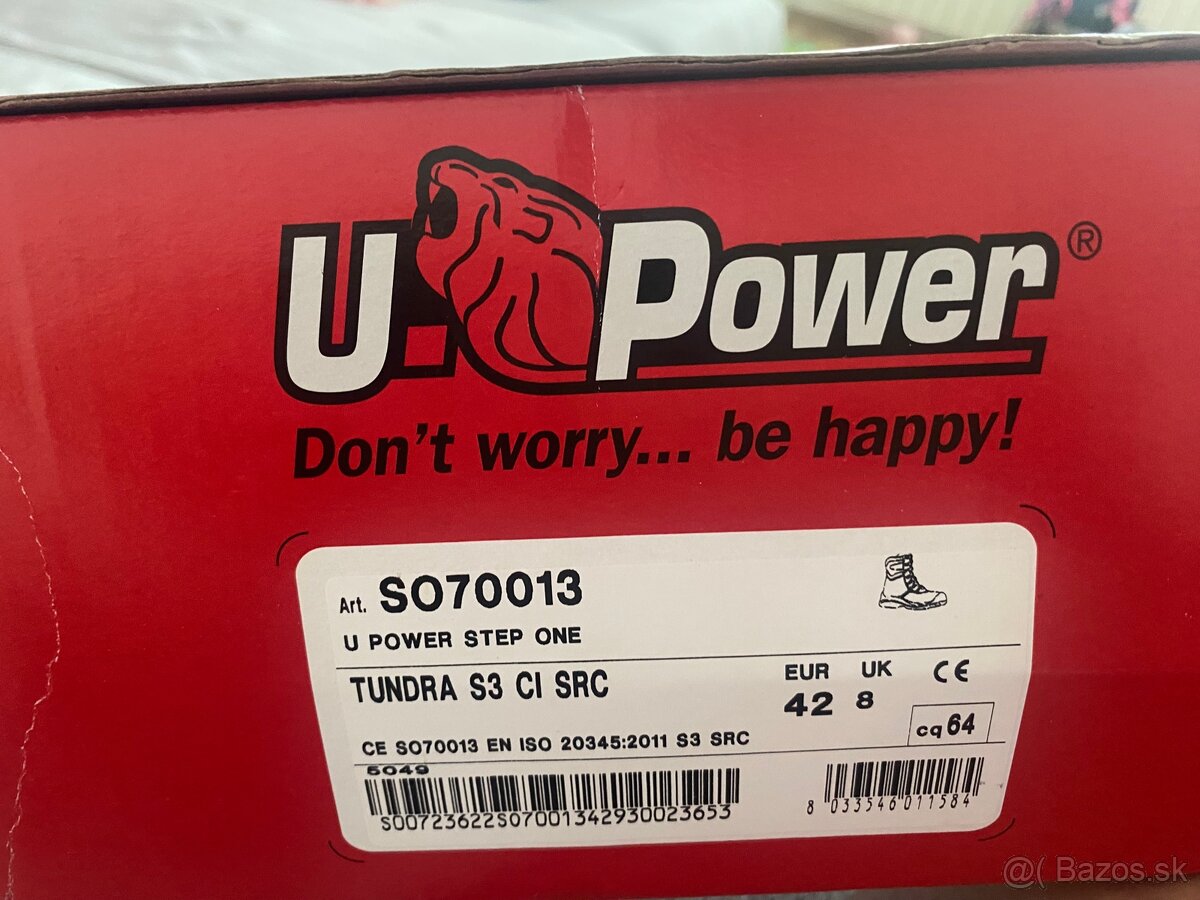 U-Power®
Don't worry... be happy!
Art. SO70013
U POWER STEP ONE
TUNDRA S3 CI SRC
EUR UK CE
42 8
cq 64
CE SO70013 EN ISO 20345:2011 S3 SRC
5049
S00723622S07001342930023653
8 033546 011584
@( Bazos.sk